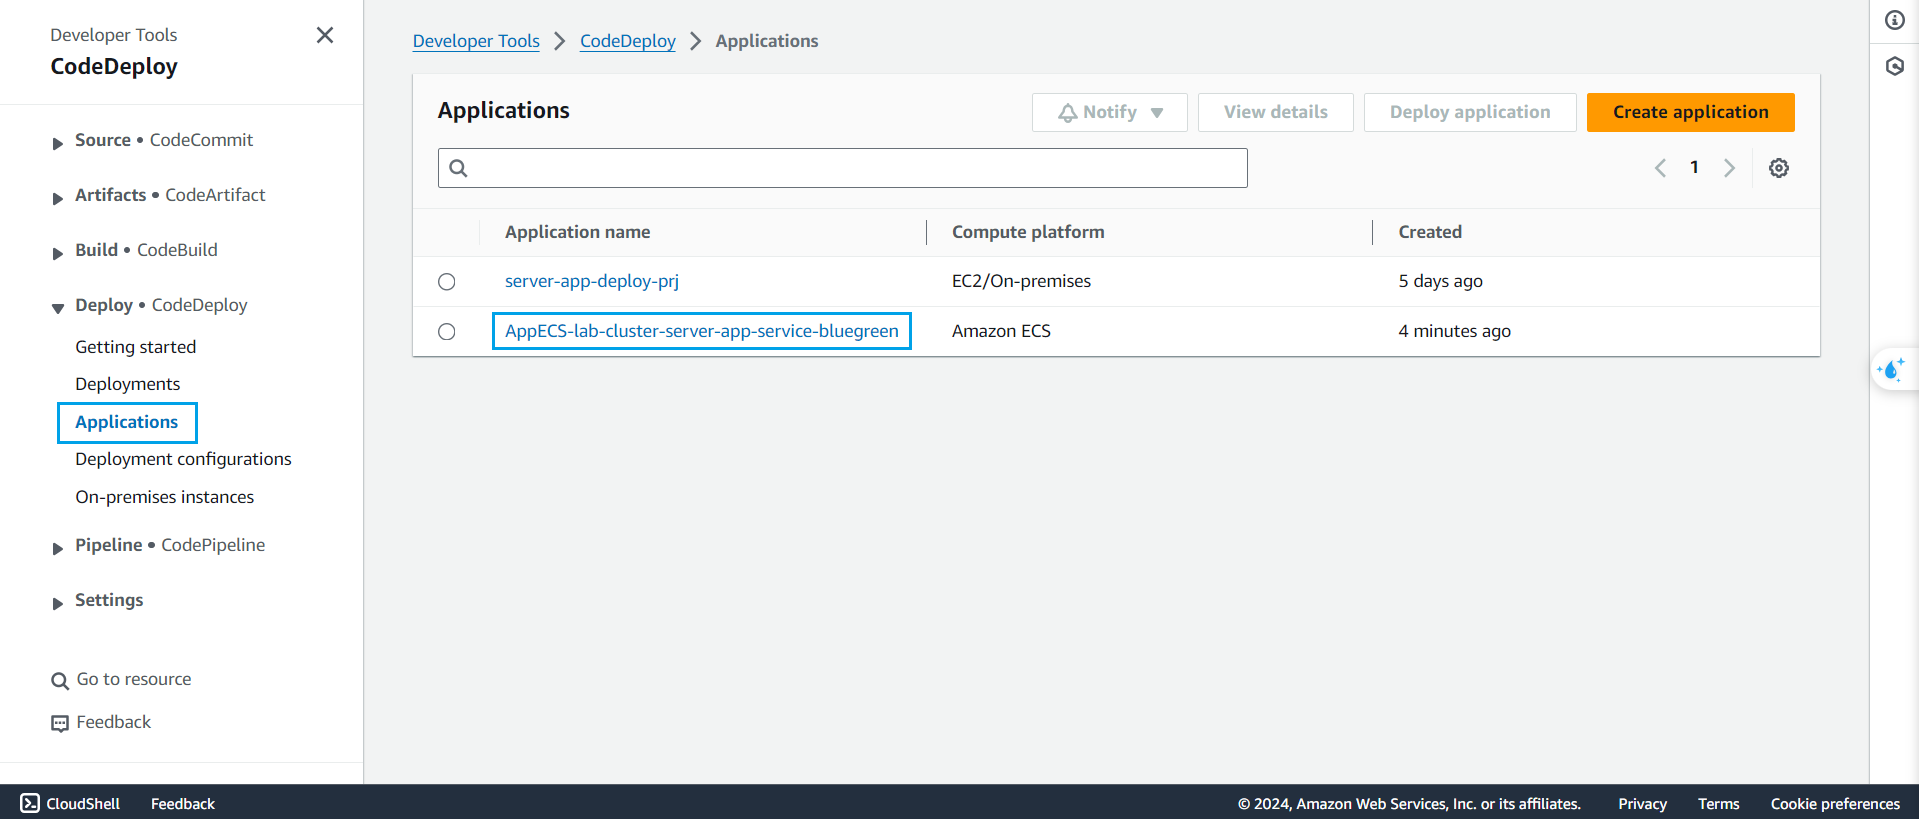 Developer Tools
CodeDeploy
Source • CodeCommit
Artifacts • CodeArtifact
Build • CodeBuild
Deploy • CodeDeploy
Getting started
Deployments
Applications
Deployment configurations
On-premises instances
Pipeline • CodePipeline
Settings
Go to resource
Feedback
Developer Tools > CodeDeploy > Applications
Applications
Notify
View details
Deploy application
Create application
1
Application name Compute platform Created
server-app-deploy-prj EC2/On-premises 5 days ago
AppECS-lab-cluster-server-app-service-bluegreen Amazon ECS 4 minutes ago
CloudShell Feedback © 2024, Amazon Web Services, Inc. or its affiliates. Privacy Terms Cookie preferences